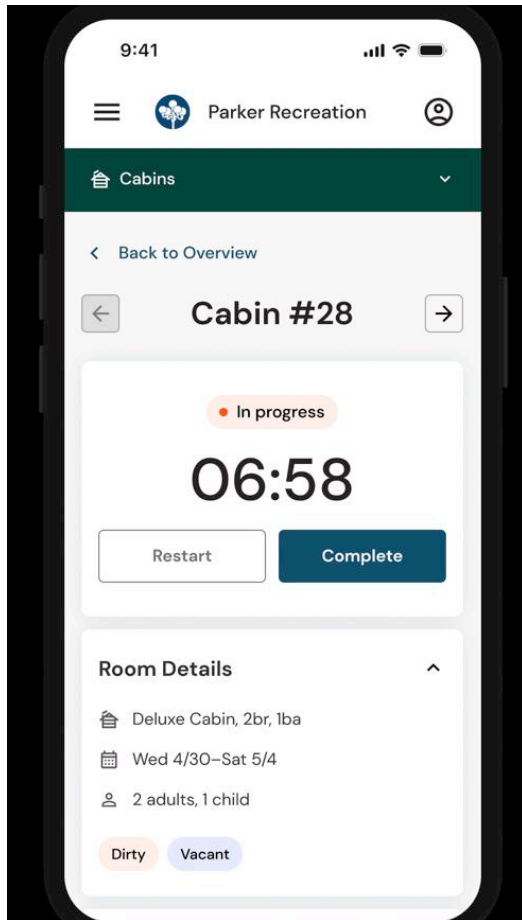 9:41
Parker Recreation
Cabins
Back to Overview
Cabin #28
In progress
06:58
Restart Complete
Room Details
Deluxe Cabin, 2br, 1ba
Wed 4/30–Sat 5/4
2 adults, 1 child
Dirty Vacant